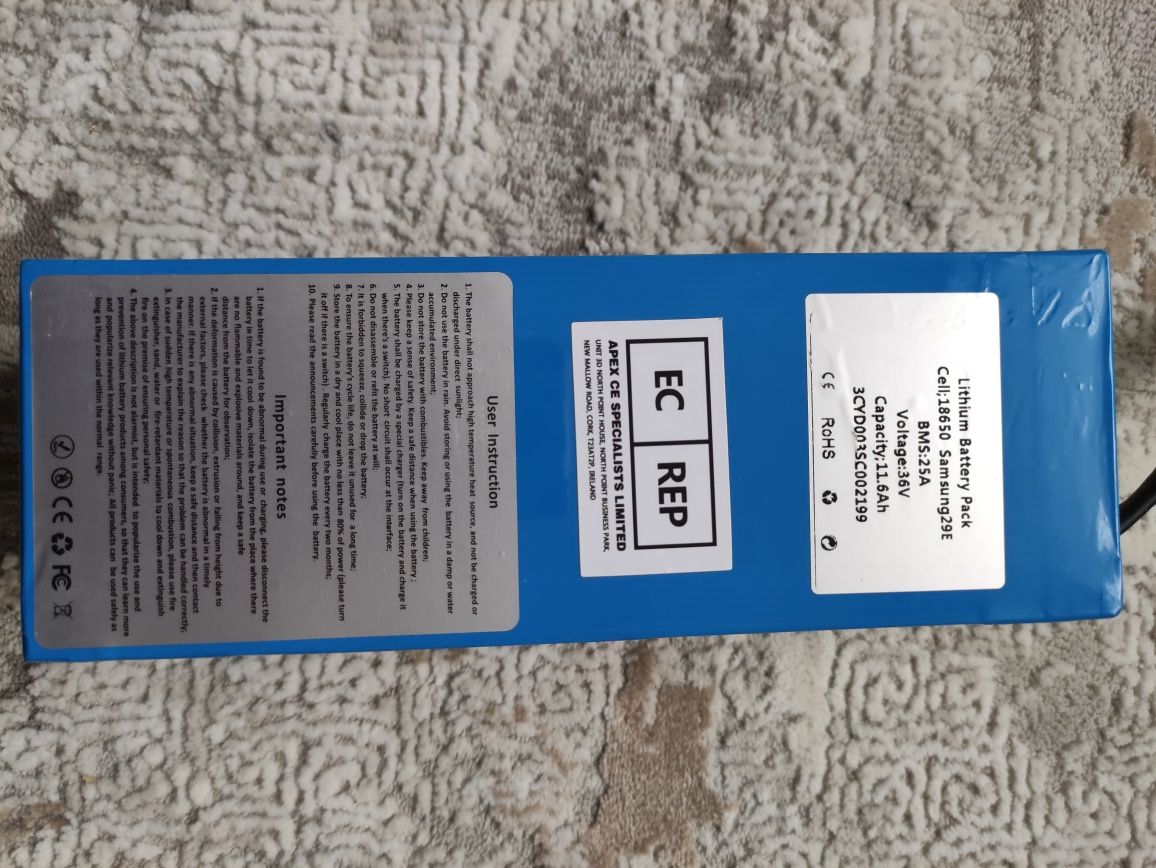 Lithium Battery Pack
Cell:18650 Samsung29E
BMS:25A
Voltage:36V
Capacity:11.6Ah
3CYD003SC002199
CE RoHS
EC REP
APEX CE SPECIALISTS LIMITED
UNIT 3D NORTH POINT HOUSE, NORTH POINT BUSINESS PARK,
NEW MALLOW ROAD, CORK, T23AT2P, IRELAND
User Instruction
1. The battery shall not approach high temperature heat source, and not be charged or
discharged under direct sunlight;
2. Do not use the battery in rain. Avoid storing or using the battery in a damp or water
accumulated environment;
3. Do not store the battery with combustibles. Keep away from children;
4. Please keep a sense of safety. Keep a safe distance when using the battery;
5. The battery shall be charged by a special charger (turn on the battery and charge it
when there's a switch). No short circuit shall occur at the interface;
6. Do not disassemble or refit the battery at will;
7. It is forbidden to squeeze, collide or drop the battery;
8. To ensure the battery's cycle life, do not leave it unused for a long time;
9. Store the battery in a dry and cool place with no less than 80% of power (please turn
it off if there is a switch). Regularly charge the battery every two months;
10. Please read the announcements carefully before using the battery.
Important notes
1. If the battery is found to be abnormal during use or charging, please disconnect the
battery in time to let it cool down, isolate the battery from the place where there
are no flammable and explosive materials around, and keep a safe
distance from the battery for observation;
2. If the deformation is caused by collision, extrusion or falling from height due to
external factors, please check whether the battery is abnormal in a timely
manner. If there is any abnormal situation, keep a safe distance and then contact
the manufacturer to explain the reason so that the problem can be handled correctly;
3. In case of sudden high temperature or spontaneous combustion, please use fire
extinguisher, sand, water or fire-retardant materials to cool down and extinguish
fire on the premise of ensuring personal safety;
4. The above description is not alarmist, but is intended to popularize the use and
prevention of lithium battery products among consumers, so that they can learn more
and popularize relevant knowledge without panic; All products can be used safely as
long as they are used within the normal range.
CE FC